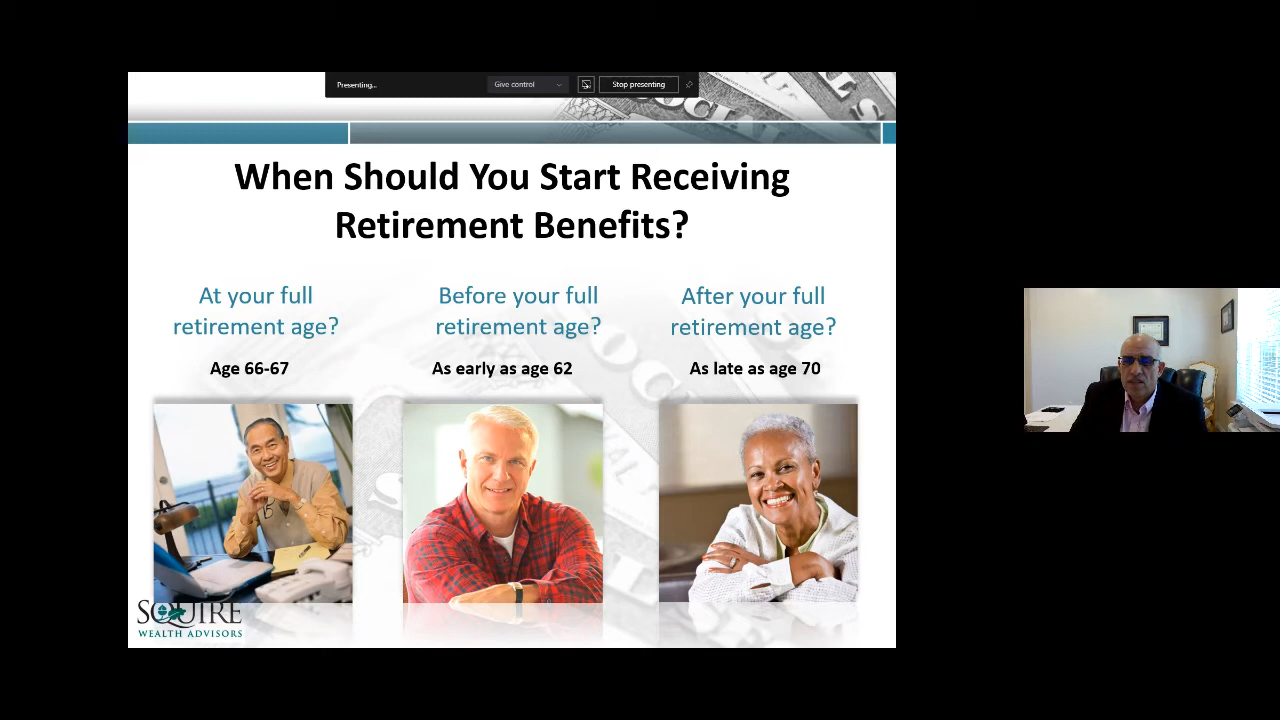 Presenting...
Give control
Stop presenting
SOCIAL
When Should You Start Receiving
Retirement Benefits?
At your full
retirement age?
Before your full
retirement age?
After your full
retirement age?
Age 66-67
As early as age 62
As late as age 70
SOCIAL
SQUIRE
WEALTH ADVISORS